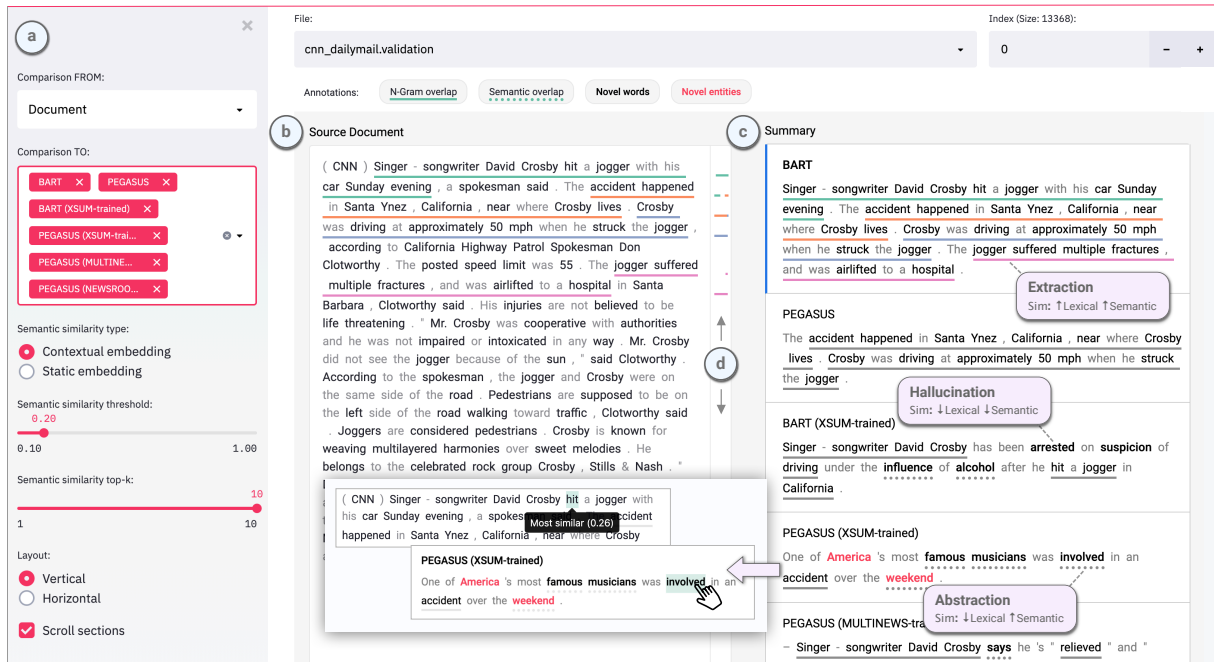 a
Comparison FROM:
Document
Comparison TO:
BART
PEGASUS
BART (XSUM-trained)
PEGASUS (XSUM-trai...
PEGASUS (MULTINE...
PEGASUS (NEWSROO...
Semantic similarity type:
Contextual embedding
Static embedding
Semantic similarity threshold:
0.20
0.10 1.00
Semantic similarity top-k:
10
1 10
Layout:
Vertical
Horizontal
Scroll sections
File:
cnn_dailymail.validation
Index (Size: 13368):
0 - +
Annotations: N-Gram overlap Semantic overlap Novel words Novel entities
b
Source Document
( CNN ) Singer - songwriter David Crosby hit a jogger with his
car Sunday evening , a spokesman said . The accident happened
in Santa Ynez , California , near where Crosby lives . Crosby
was driving at approximately 50 mph when he struck the jogger ,
according to California Highway Patrol Spokesman Don
Clotworthy . The posted speed limit was 55 . The jogger suffered
multiple fractures , and was airlifted to a hospital in Santa
Barbara , Clotworthy said . His injuries are not believed to be
life threatening . " Mr. Crosby was cooperative with authorities
and he was not impaired or intoxicated in any way . Mr. Crosby
did not see the jogger because of the sun , " said Clotworthy .
According to the spokesman , the jogger and Crosby were on
the same side of the road . Pedestrians are supposed to be on
the left side of the road walking toward traffic , Clotworthy said
. Joggers are considered pedestrians . Crosby is known for
weaving multilayered harmonies over sweet melodies . He
belongs to the celebrated rock group Crosby , Stills & Nash . "
( CNN ) Singer - songwriter David Crosby hit a jogger with
his car Sunday evening , a spokesman said . The accident
Most similar (0.26)
happened in Santa Ynez , California , near where Crosby
PEGASUS (XSUM-trained)
One of America 's most famous musicians was involved in an
accident over the weekend .
d
c
Summary
BART
Singer - songwriter David Crosby hit a jogger with his car Sunday
evening . The accident happened in Santa Ynez , California , near
where Crosby lives . Crosby was driving at approximately 50 mph
when he struck the jogger . The jogger suffered multiple fractures ,
and was airlifted to a hospital .
Extraction
Sim: ↑Lexical ↑Semantic
PEGASUS
The accident happened in Santa Ynez , California , near where Crosby
lives . Crosby was driving at approximately 50 mph when he struck
the jogger .
Hallucination
Sim: ↓Lexical ↓Semantic
BART (XSUM-trained)
Singer - songwriter David Crosby has been arrested on suspicion of
driving under the influence of alcohol after he hit a jogger in
California .
PEGASUS (XSUM-trained)
One of America 's most famous musicians was involved in an
accident over the weekend .
Abstraction
Sim: ↓Lexical ↑Semantic
PEGASUS (MULTINEWS-tra
– Singer - songwriter David Crosby says he 's " relieved " and "